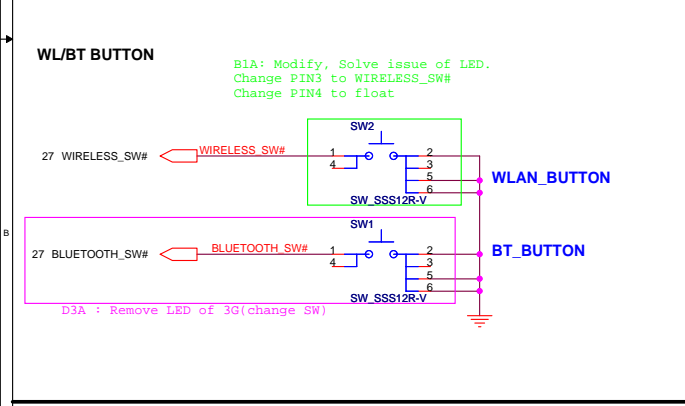 WL/BT BUTTON
B1A: Modify, Solve issue of LED.
Change PIN3 to WIRELESS_SW#
Change PIN4 to float
SW2
27 WIRELESS_SW#
WIRELESS_SW#
1
4
2
3
5
6
WLAN_BUTTON
SW_SSS12R-V
SW1
B
27 BLUETOOTH_SW#
BLUETOOTH_SW#
1
4
2
3
5
6
BT_BUTTON
SW_SSS12R-V
D3A : Remove LED of 3G(change SW)